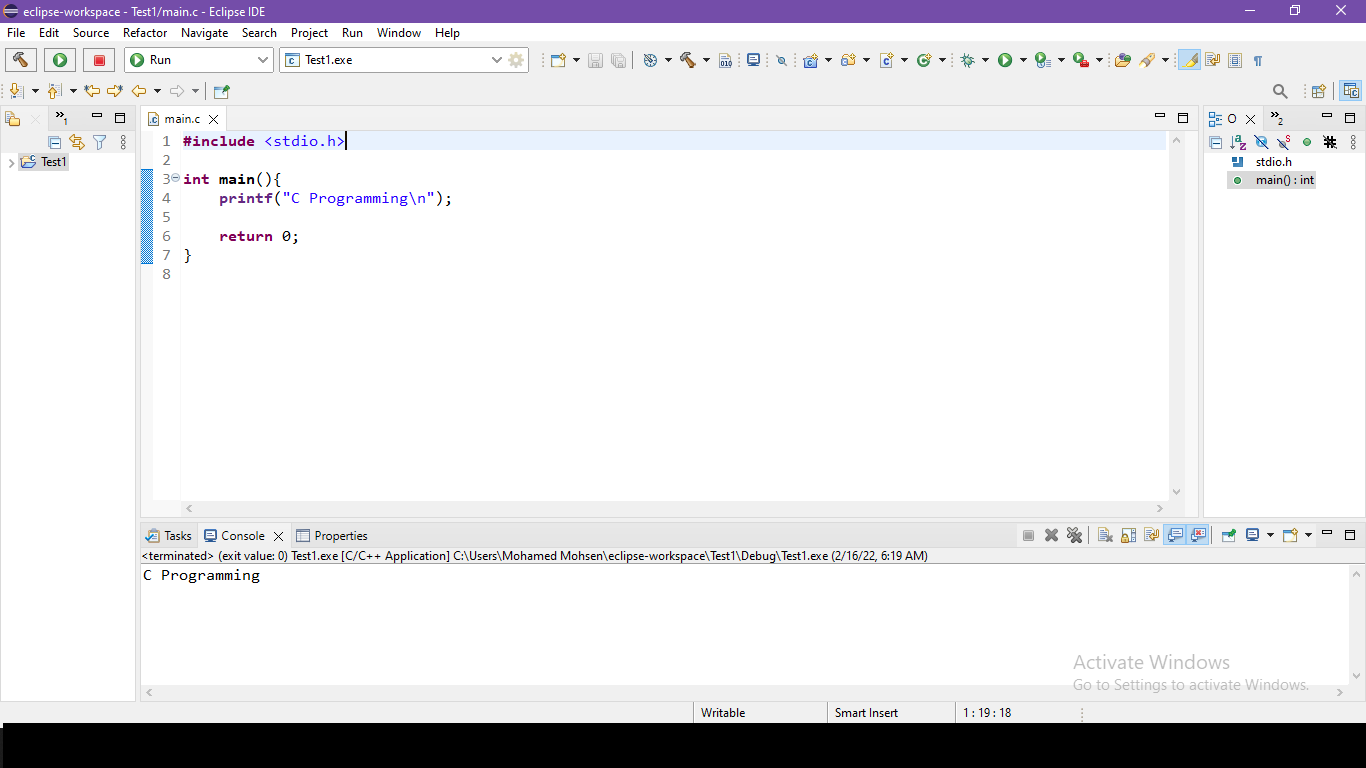 eclipse-workspace - Test1/main.c - Eclipse IDE
File Edit Source Refactor Navigate Search Project Run Window Help
Run Test1.exe
main.c
1 #include <stdio.h>
2
3 int main(){
4 printf("C Programming\n");
5
6 return 0;
7 }
8
Test1
O
stdio.h
main() : int
Tasks Console Properties
<terminated> (exit value: 0) Test1.exe [C/C++ Application] C:\Users\Mohamed Mohsen\eclipse-workspace\Test1\Debug\Test1.exe (2/16/22, 6:19 AM)
C Programming
Activate Windows
Go to Settings to activate Windows.
Writable Smart Insert 1 : 19 : 18